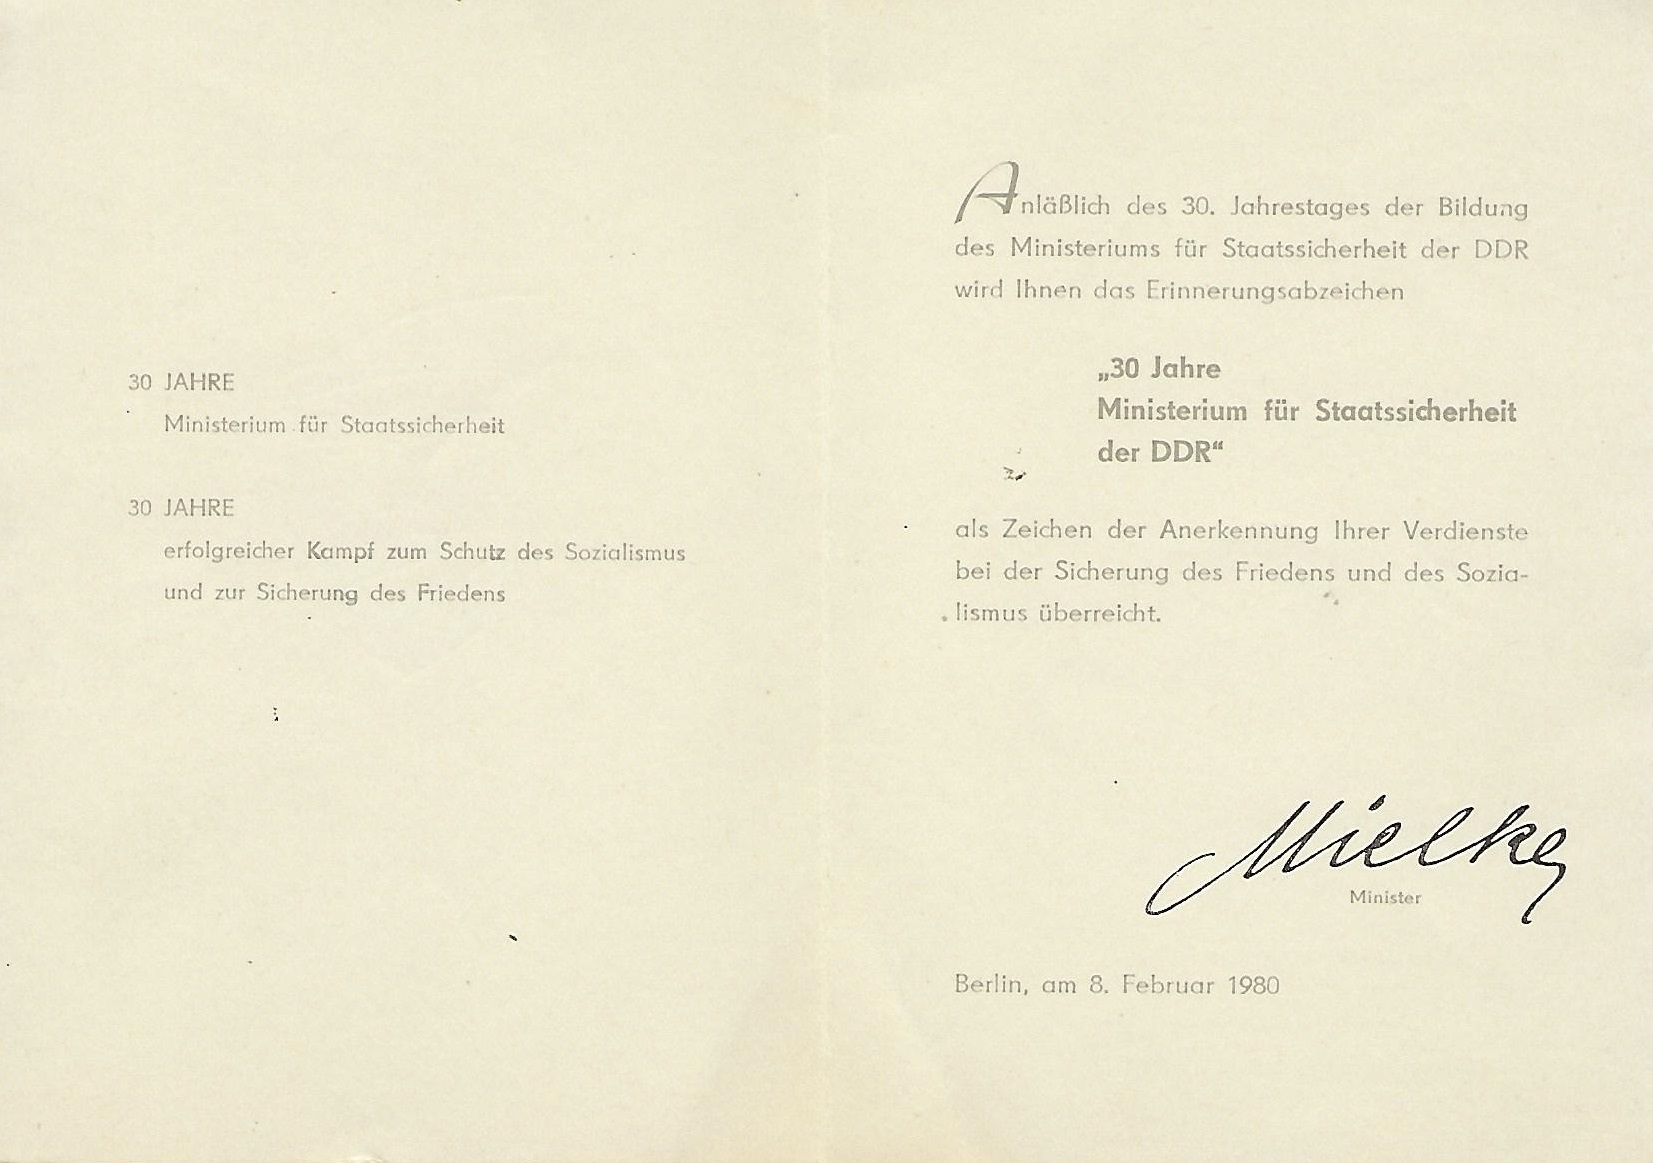 30 JAHRE
Ministerium für Staatssicherheit
30 JAHRE
erfolgreicher Kampf zum Schutz des Sozialismus
und zur Sicherung des Friedens
Anläßlich des 30. Jahrestages der Bildung
des Ministeriums für Staatssicherheit der DDR
wird Ihnen das Erinnerungsabzeichen
„30 Jahre
Ministerium für Staatssicherheit
der DDR“
als Zeichen der Anerkennung Ihrer Verdienste
bei der Sicherung des Friedens und des Sozia-
lismus überreicht.
Mielke
Minister
Berlin, am 8. Februar 1980